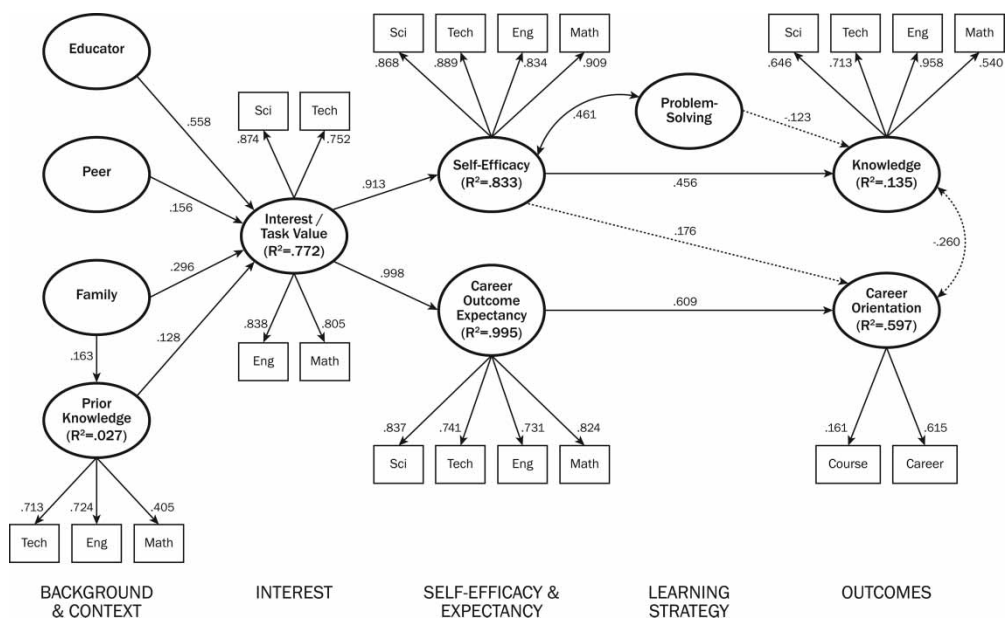 Educator
Peer
Family
Prior
Knowledge
(R²=.027)
.558
.156
.296
.128
.163
.713
.724
.405
Tech
Eng
Math
Sci
Tech
.874
.752
Interest /
Task Value
(R²=.772)
.838
.805
Eng
Math
.913
.998
Sci
Tech
Eng
Math
.868
.889
.834
.909
Self-Efficacy
(R²=.833)
.461
Problem-
Solving
-.123
.456
.176
Career
Outcome
Expectancy
(R²=.995)
.609
.837
.741
.731
.824
Sci
Tech
Eng
Math
Sci
Tech
Eng
Math
.646
.713
.958
.540
Knowledge
(R²=.135)
-.260
Career
Orientation
(R²=.597)
.161
.615
Course
Career
BACKGROUND
& CONTEXT
INTEREST
SELF-EFFICACY &
EXPECTANCY
LEARNING
STRATEGY
OUTCOMES